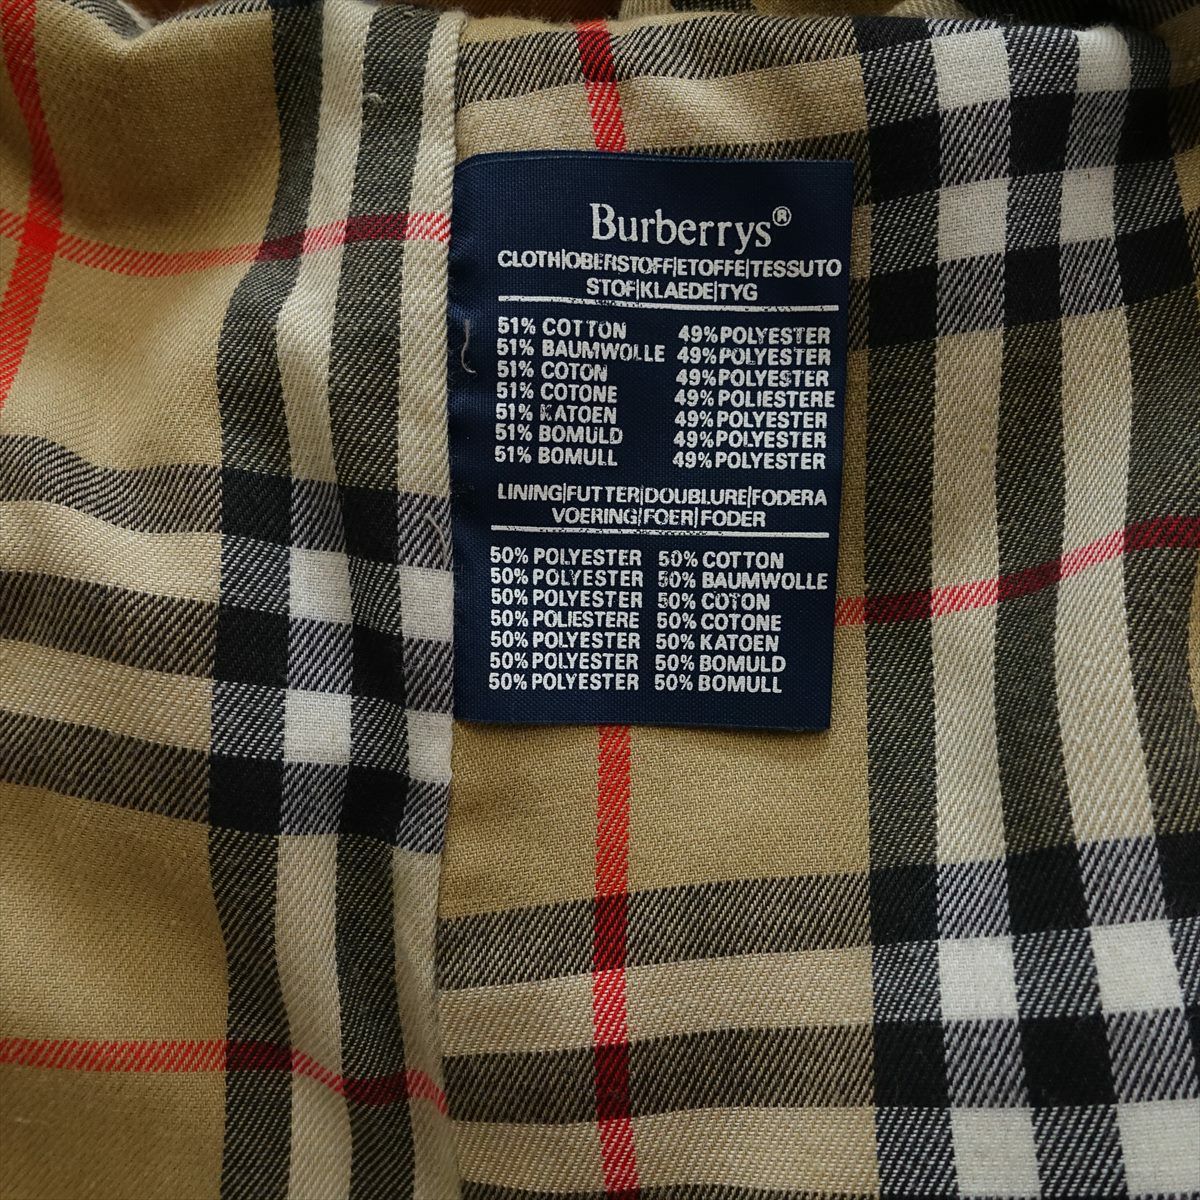 Burberrys®
CLOTH|OBERSTOFF|ETOFFE|TESSUTO
STOF|KLAEDE|TYG
51% COTTON 49% POLYESTER
51% BAUMWOLLE 49% POLYESTER
51% COTON 49% POLYESTER
51% COTONE 49% POLIESTERE
51% KATOEN 49% POLYESTER
51% BOMULD 49% POLYESTER
51% BOMULL 49% POLYESTER
LINING|FUTTER|DOUBLURE|FODERA
VOERING|FOER|FODER
50% POLYESTER 50% COTTON
50% POLYESTER 50% BAUMWOLLE
50% POLYESTER 50% COTON
50% POLIESTERE 50% COTONE
50% POLYESTER 50% KATOEN
50% POLYESTER 50% BOMULD
50% POLYESTER 50% BOMULL